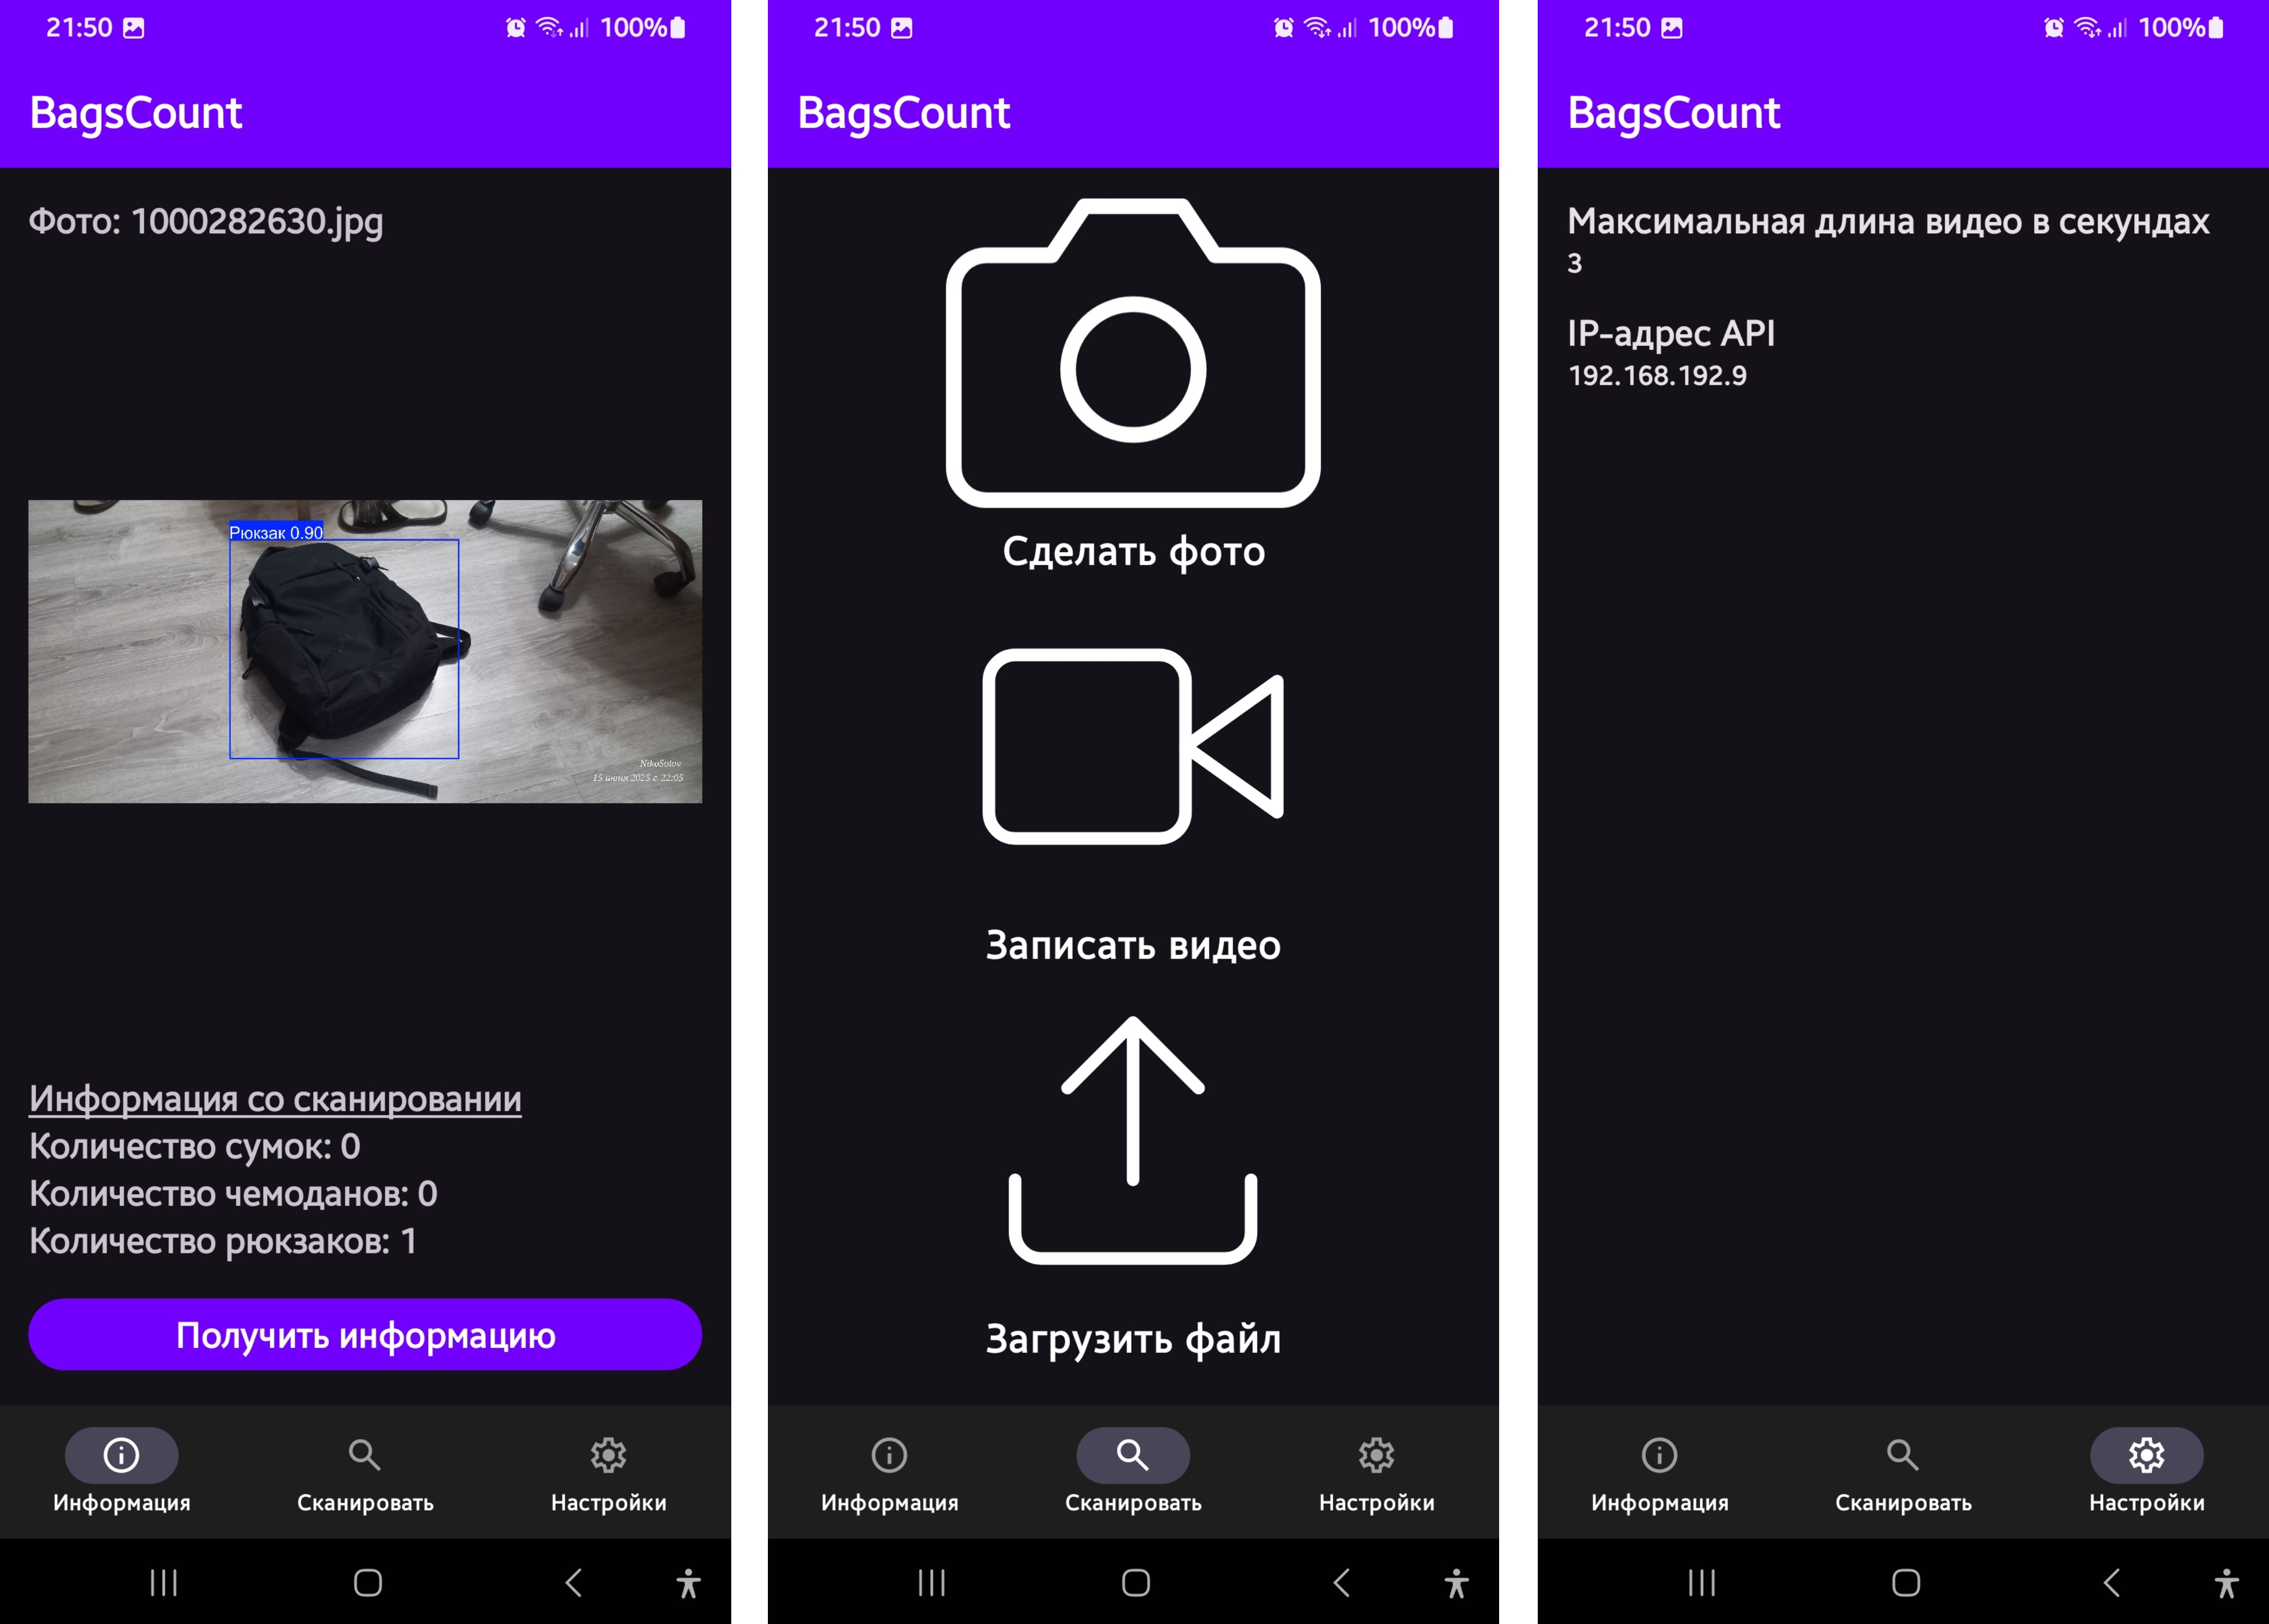 21:50
100%
BagsCount
Фото: 1000282630.jpg
Рюкзак 0.90
NikoSolov
15 июня 2025 г. 22:05
Информация со сканировании
Количество сумок: 0
Количество чемоданов: 0
Количество рюкзаков: 1
Получить информацию
Информация
Сканировать
Настройки
21:50
100%
BagsCount
Сделать фото
Записать видео
Загрузить файл
Информация
Сканировать
Настройки
21:50
100%
BagsCount
Максимальная длина видео в секундах
3
IP-адрес API
192.168.192.9
Информация
Сканировать
Настройки